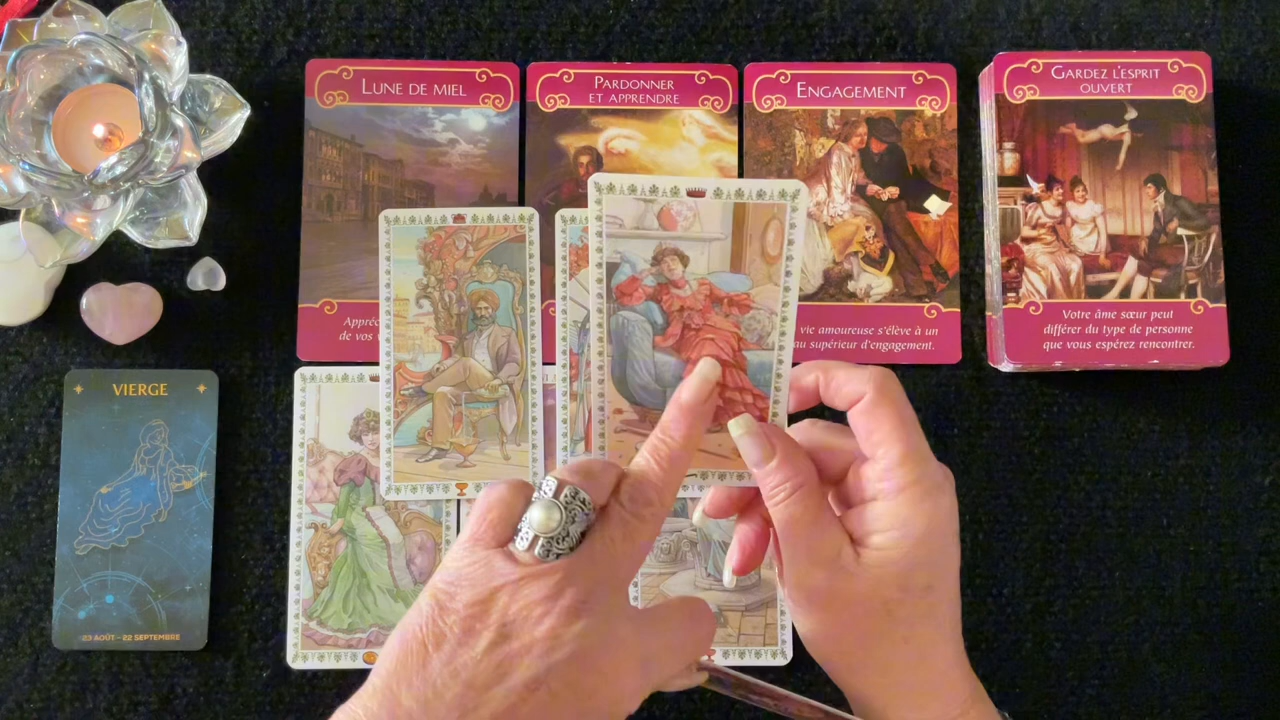 LUNE DE MIEL
PARDONNER
ET APPRENDRE
ENGAGEMENT
GARDEZ L'ESPRIT
OUVERT
de vos
vie amoureuse s'élève à un
supérieur d'engagement.
Votre âme sœur peut
différer du type de personne
que vous espérez rencontrer.
VIERGE
23 AOÛT - 22 SEPTEMBRE